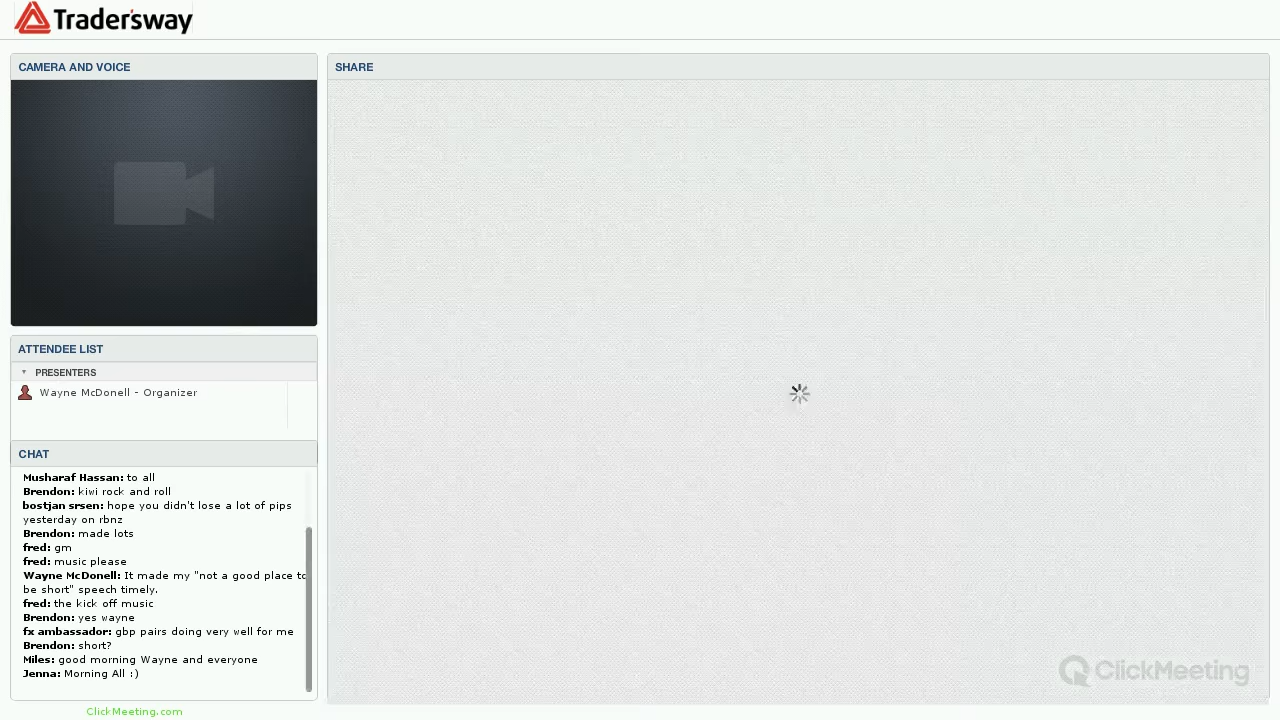 Trader'sway
CAMERA AND VOICE
SHARE
ATTENDEE LIST
PRESENTERS
Wayne McDonell - Organizer
CHAT
Musharaf Hassan: to all
Brendon: kiwi rock and roll
bostjan srsen: hope you didn't lose a lot of pips
yesterday on rbnz
Brendon: made lots
fred: gm
fred: music please
Wayne McDonell: It made my "not a good place to
be short" speech timely.
fred: the kick off music
Brendon: yes wayne
fx ambassador: gbp pairs doing very well for me
Brendon: short?
Miles: good morning Wayne and everyone
Jenna: Morning All :)
ClickMeeting
ClickMeeting.com